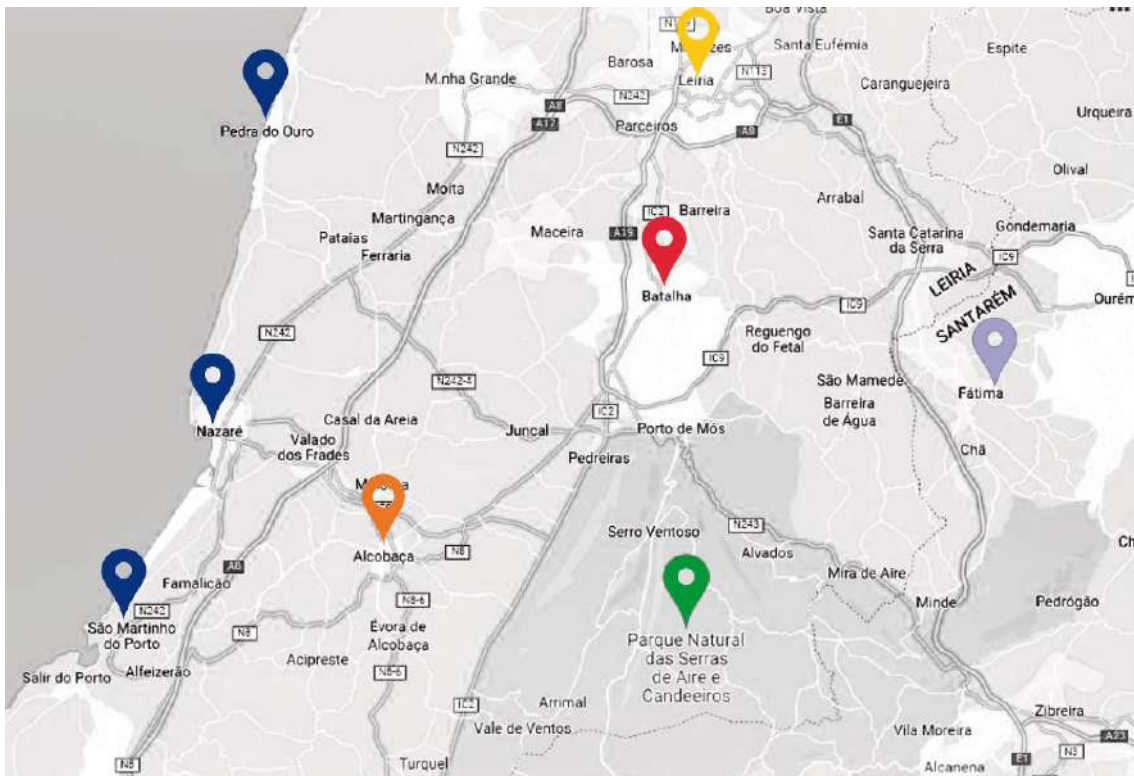 Boa Vista
Santa Eufémia
Espite
Barosa
M.nha Grande
Leiria
N113
Caranguejeira
N242
A8
Urqueira
A17
Parceiros
A8
E1
Pedra do Ouro
N242
Olival
Moita
Arrabal
IC2
Barreira
Martingança
Gondemaria
Maceira
A19
Santa Catarina
da Serra
Pataias
Ferraria
IC9
LEIRIA
Batalha
IC9
SANTARÉM
N242
Reguengo
do Fetal
IC9
N242-4
São Mamede
Fátima
Barreira
de Água
IC2
Casal da Areia
Nazaré
Juncal
Porto de Mós
Valado
dos Frades
Pedreiras
Chã
N243
Serro Ventoso
Alcobaça
N8
Alvados
A8
Famalicão
Mira de Aire
N8-6
Minde
Pedrógão
N242
São Martinho
do Porto
N8
Évora de
Alcobaça
Parque Natural
das Serras
de Aire e
Candeeiros
Acipreste
Salir do Porto
Alfeizerão
N8-6
IC2
Arrimal
Zibreira
Vale de Ventos
Vila Moreira
A23
N8
Turquel
Alcanena
E1
N3